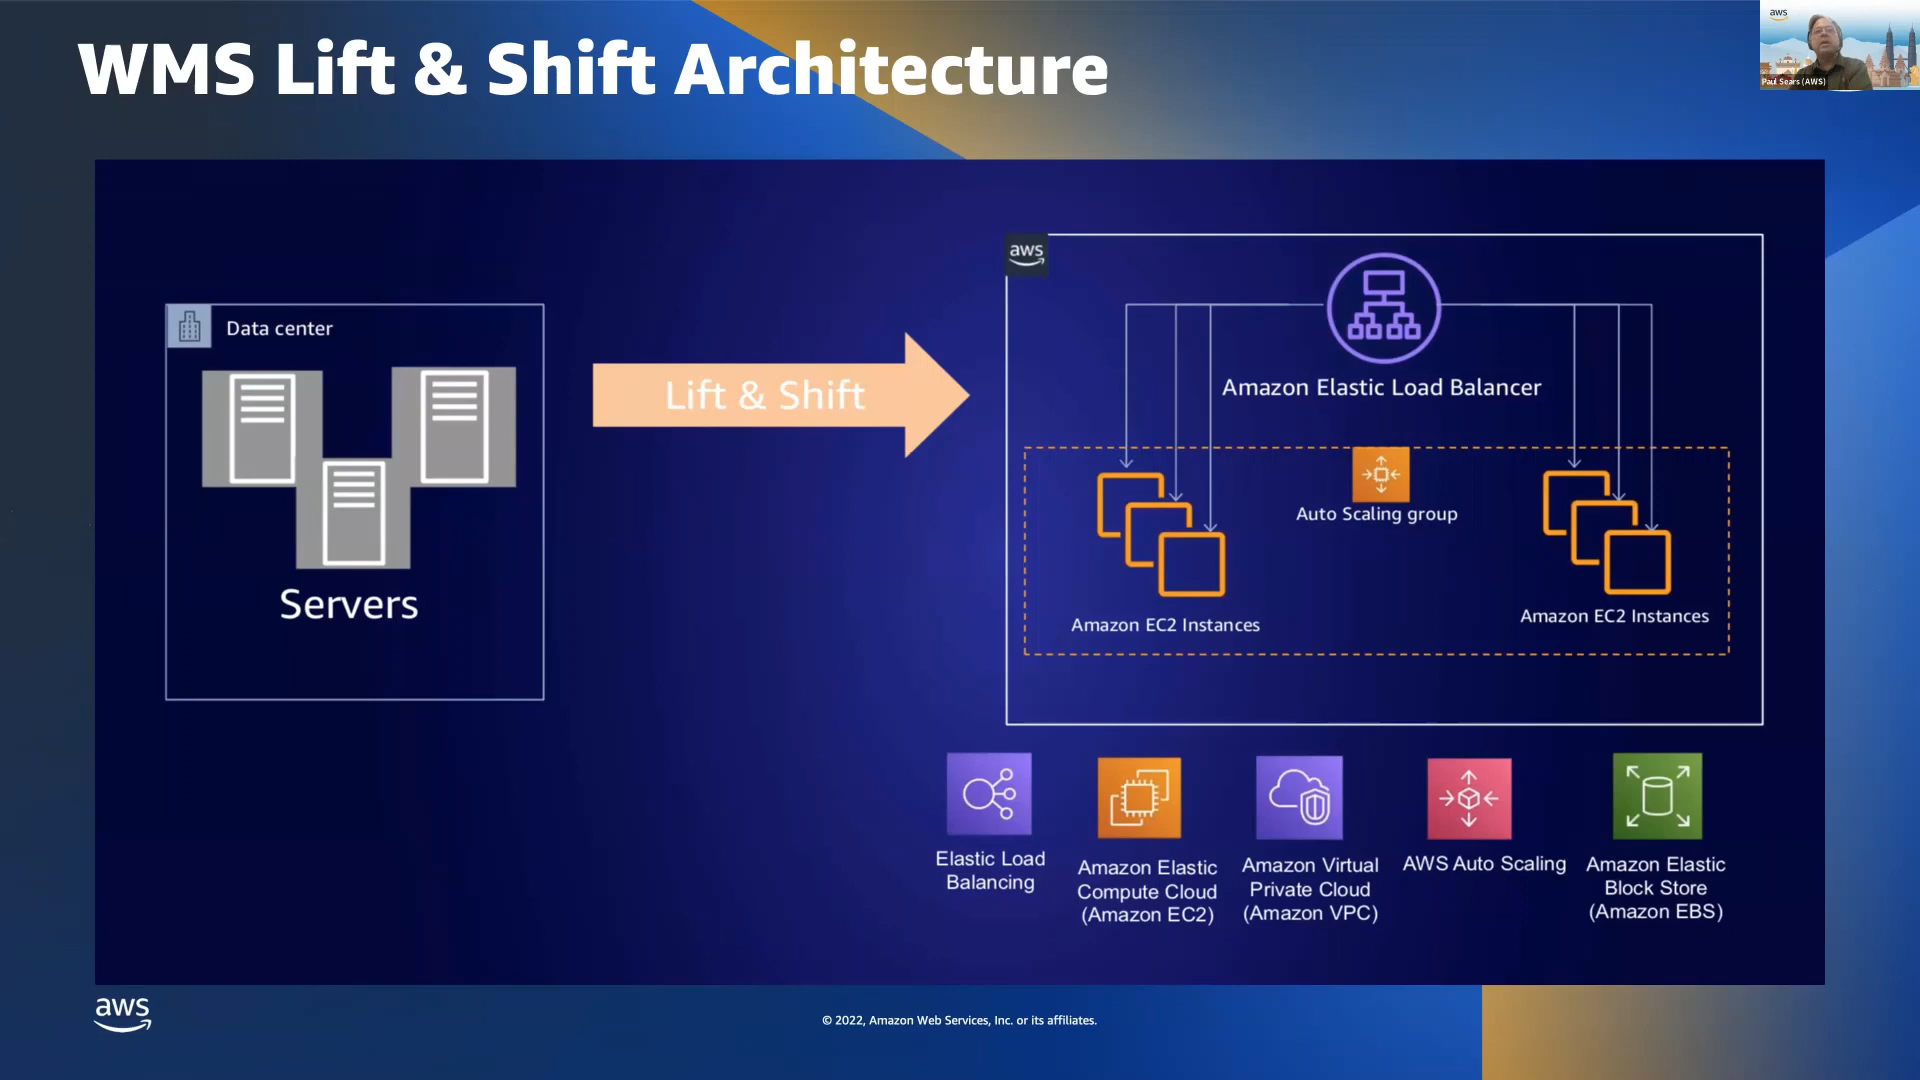 WMS Lift & Shift Architecture
aws
Paul Sears (AWS)
Data center
Servers
Lift & Shift
aws
Amazon Elastic Load Balancer
Auto Scaling group
Amazon EC2 Instances
Amazon EC2 Instances
Elastic Load
Balancing
Amazon Elastic
Compute Cloud
(Amazon EC2)
Amazon Virtual
Private Cloud
(Amazon VPC)
AWS Auto Scaling
Amazon Elastic
Block Store
(Amazon EBS)
aws
© 2022, Amazon Web Services, Inc. or its affiliates.